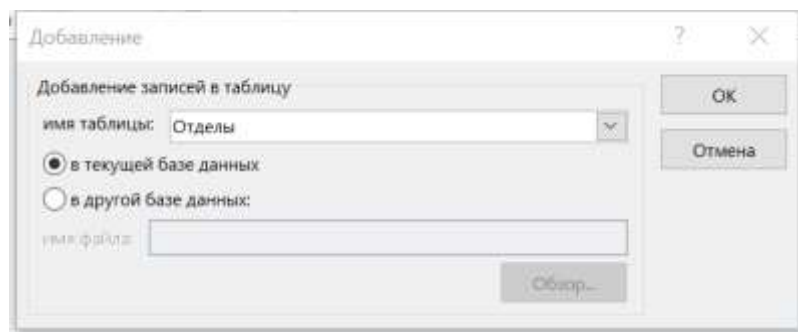 Добавление
Добавление записей в таблицу
имя таблицы: Отделы
в текущей базе данных
в другой базе данных:
имя файла:
Обзор...
ОК
Отмена